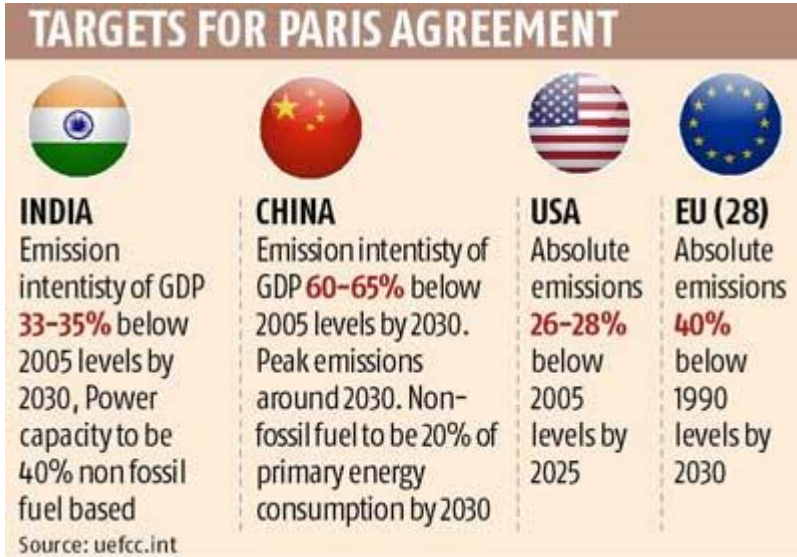 TARGETS FOR PARIS AGREEMENT
INDIA
Emission
intentisty of GDP
33-35% below
2005 levels by
2030, Power
capacity to be
40% non fossil
fuel based
CHINA
Emission intentisty of
GDP 60-65% below
2005 levels by 2030.
Peak emissions
around 2030. Non-
fossil fuel to be 20% of
primary energy
consumption by 2030
USA
Absolute
emissions
26-28%
below
2005
levels by
2025
EU (28)
Absolute
emissions
40%
below
1990
levels by
2030
Source: uefcc.int